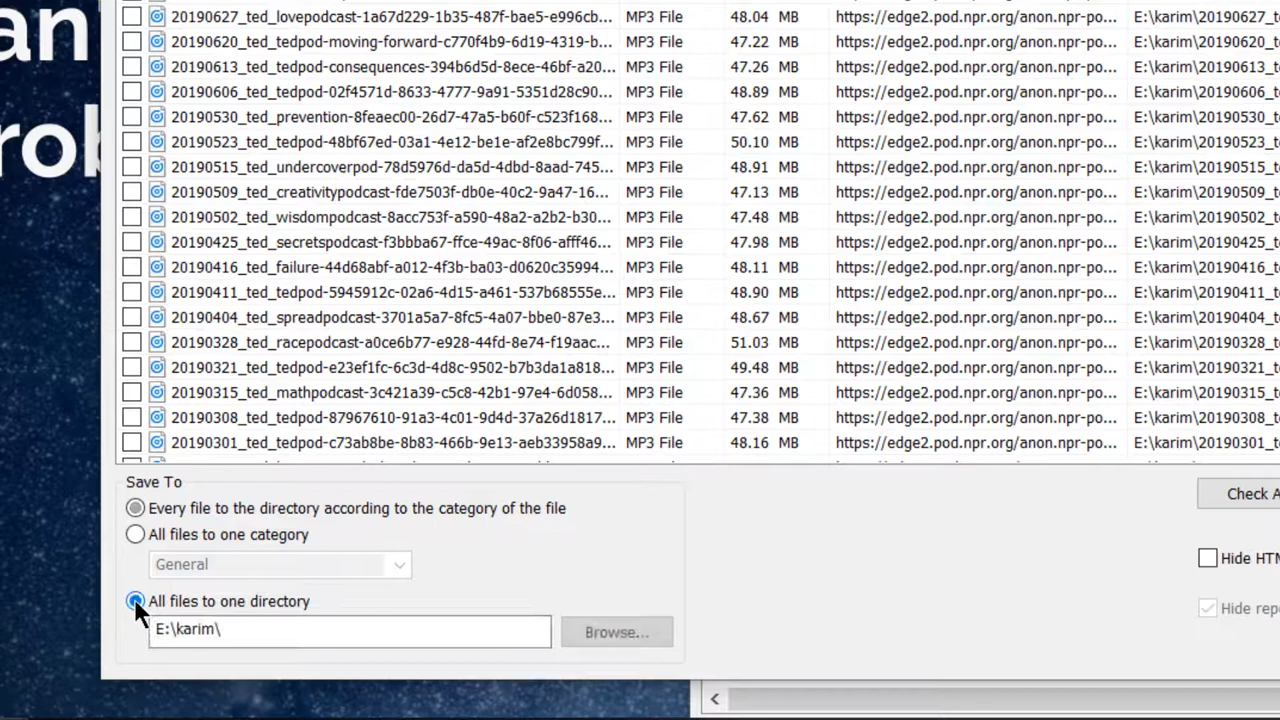 an
rob
20190627_ted_lovepodcast-1a67d229-1b35-487f-bae5-e996cb... MP3 File 48.04 MB https://edge2.pod.npr.org/anon.npr-po... E:\karim\20190627_t
20190620_ted_tedpod-moving-forward-c770f4b9-6d19-4319-b... MP3 File 47.22 MB https://edge2.pod.npr.org/anon.npr-po... E:\karim\20190620_t
20190613_ted_tedpod-consequences-394b6d5d-8ece-46bf-a20... MP3 File 47.26 MB https://edge2.pod.npr.org/anon.npr-po... E:\karim\20190613_te
20190606_ted_tedpod-02f4571d-8633-4777-9a91-5351d28c90... MP3 File 48.89 MB https://edge2.pod.npr.org/anon.npr-po... E:\karim\20190606_t
20190530_ted_prevention-8feaec00-26d7-47a5-b60f-c523f168... MP3 File 47.62 MB https://edge2.pod.npr.org/anon.npr-po... E:\karim\20190530_t
20190523_ted_tedpod-48bf67ed-03a1-4e12-be1e-af2e8bc799f... MP3 File 50.10 MB https://edge2.pod.npr.org/anon.npr-po... E:\karim\20190523_t
20190515_ted_undercoverpod-78d5976d-da5d-4dbd-8aad-745... MP3 File 48.91 MB https://edge2.pod.npr.org/anon.npr-po... E:\karim\20190515_te
20190509_ted_creativitypodcast-fde7503f-db0e-40c2-9a47-16... MP3 File 47.13 MB https://edge2.pod.npr.org/anon.npr-po... E:\karim\20190509_t
20190502_ted_wisdompodcast-8acc753f-a590-48a2-a2b2-b30... MP3 File 47.48 MB https://edge2.pod.npr.org/anon.npr-po... E:\karim\20190502_t
20190425_ted_secretspodcast-f3bbba67-ffce-49ac-8f06-afff46... MP3 File 47.98 MB https://edge2.pod.npr.org/anon.npr-po... E:\karim\20190425_t
20190416_ted_failure-44d68abf-a012-4f3b-ba03-d0620c35994... MP3 File 48.11 MB https://edge2.pod.npr.org/anon.npr-po... E:\karim\20190416_te
20190411_ted_tedpod-5945912c-02a6-4d15-a461-537b68555e... MP3 File 48.90 MB https://edge2.pod.npr.org/anon.npr-po... E:\karim\20190411_te
20190404_ted_spreadpodcast-3701a5a7-8fc5-4a07-bbe0-87e3... MP3 File 48.67 MB https://edge2.pod.npr.org/anon.npr-po... E:\karim\20190404_t
20190328_ted_racepodcast-a0ce6b77-e928-44fd-8e74-f19aac... MP3 File 51.03 MB https://edge2.pod.npr.org/anon.npr-po... E:\karim\20190328_t
20190321_ted_tedpod-e23ef1fc-6c3d-4d8c-9502-b7b3da1a818... MP3 File 49.48 MB https://edge2.pod.npr.org/anon.npr-po... E:\karim\20190321_te
20190315_ted_mathpodcast-3c421a39-c5c8-42b1-97e4-6d058... MP3 File 47.36 MB https://edge2.pod.npr.org/anon.npr-po... E:\karim\20190315_te
20190308_ted_tedpod-87967610-91a3-4c01-9d4d-37a26d1817... MP3 File 47.38 MB https://edge2.pod.npr.org/anon.npr-po... E:\karim\20190308_t
20190301_ted_tedpod-c73ab8be-8b83-466b-9e13-aeb33958a9... MP3 File 48.16 MB https://edge2.pod.npr.org/anon.npr-po... E:\karim\20190301_t
Save To
Every file to the directory according to the category of the file
All files to one category
General
All files to one directory
E:\karim\
Browse...
Check A
Hide HTM
Hide rep